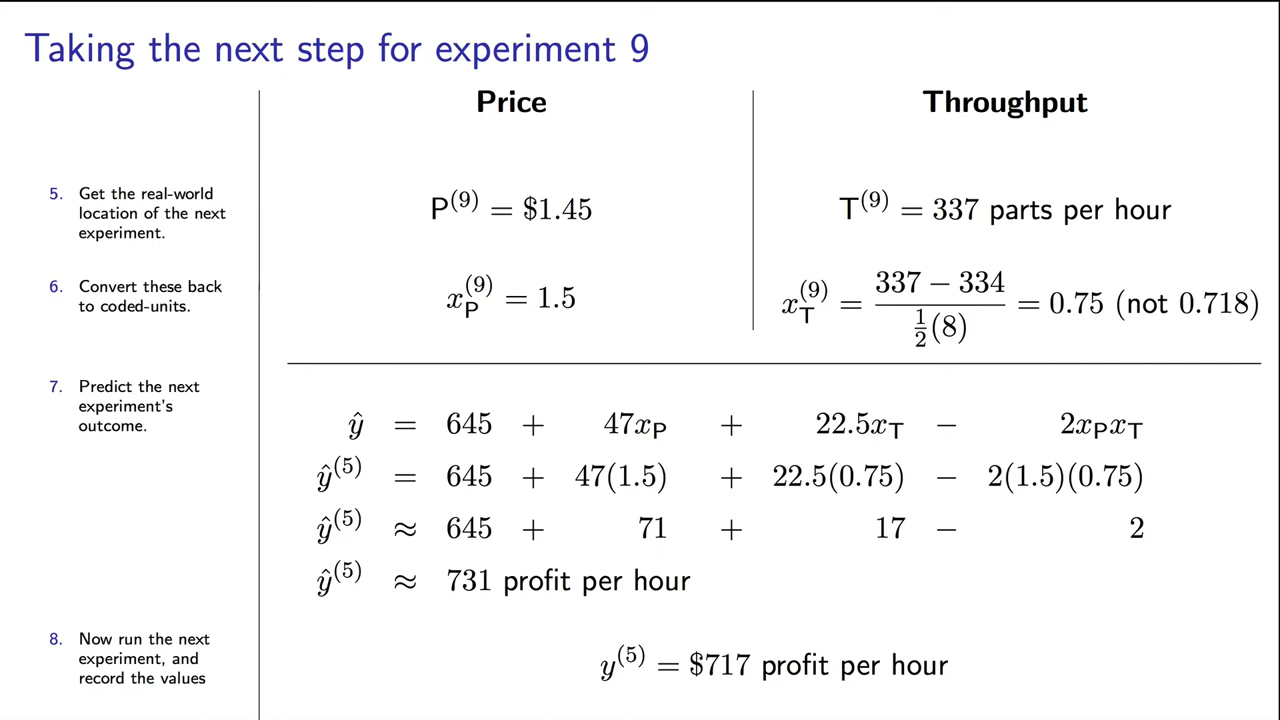 Taking the next step for experiment 9
Price
Throughput
5. Get the real-world
location of the next
experiment.
P^(9) = $1.45
T^(9) = 337 parts per hour
6. Convert these back
to coded-units.
x_P^(9) = 1.5
x_T^(9) = (337 − 334) / (½(8)) = 0.75 (not 0.718)
7. Predict the next
experiment's
outcome.
ŷ = 645 + 47x_P + 22.5x_T − 2x_Px_T
ŷ^(5) = 645 + 47(1.5) + 22.5(0.75) − 2(1.5)(0.75)
ŷ^(5) ≈ 645 + 71 + 17 − 2
ŷ^(5) ≈ 731 profit per hour
8. Now run the next
experiment, and
record the values
y^(5) = $717 profit per hour